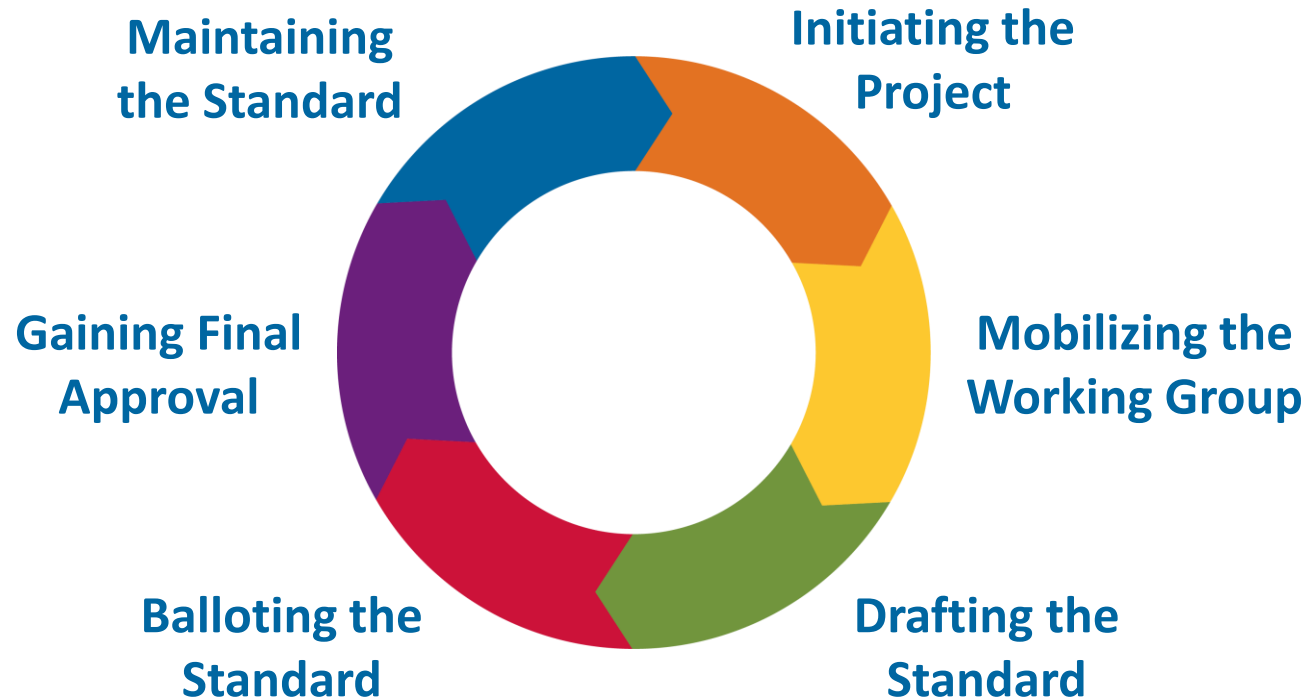 Initiating the
Project
Mobilizing the
Working Group
Drafting the
Standard
Balloting the
Standard
Gaining Final
Approval
Maintaining
the Standard